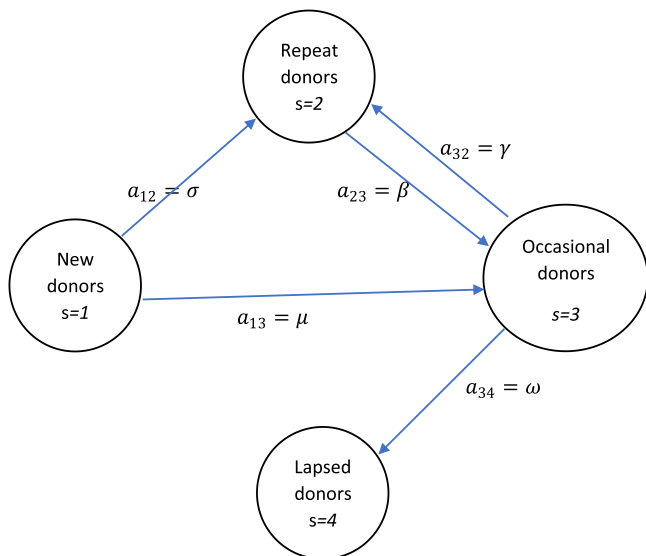 Repeat
donors
s=2
a₃₂ = γ
a₁₂ = σ
a₂₃ = β
New
donors
s=1
Occasional
donors
s=3
a₁₃ = μ
a₃₄ = ω
Lapsed
donors
s=4